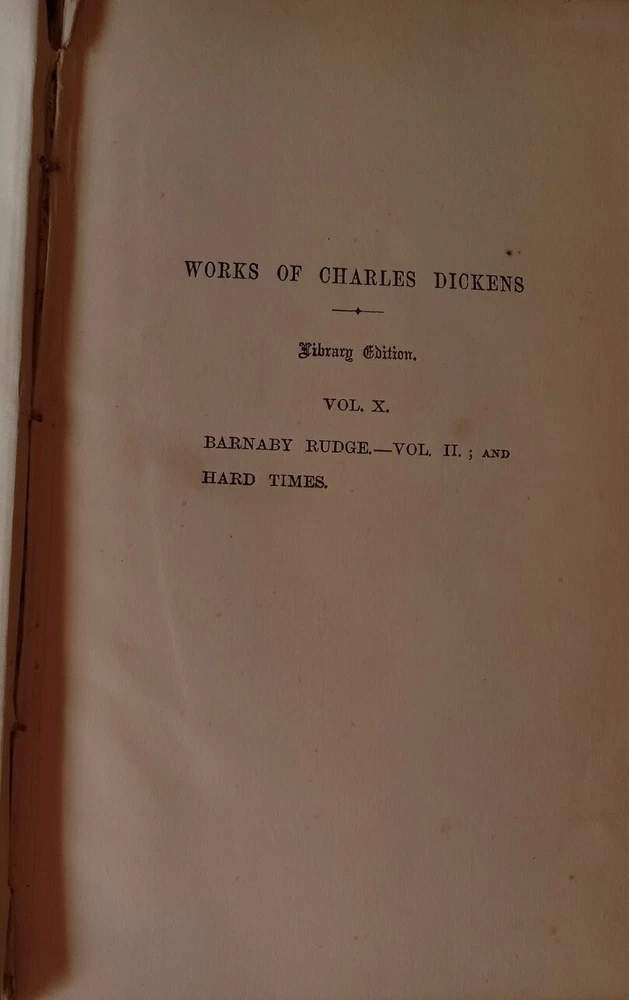 WORKS OF CHARLES DICKENS
Library Edition.
VOL. X.
BARNABY RUDGE.—VOL. II. ; AND
HARD TIMES.